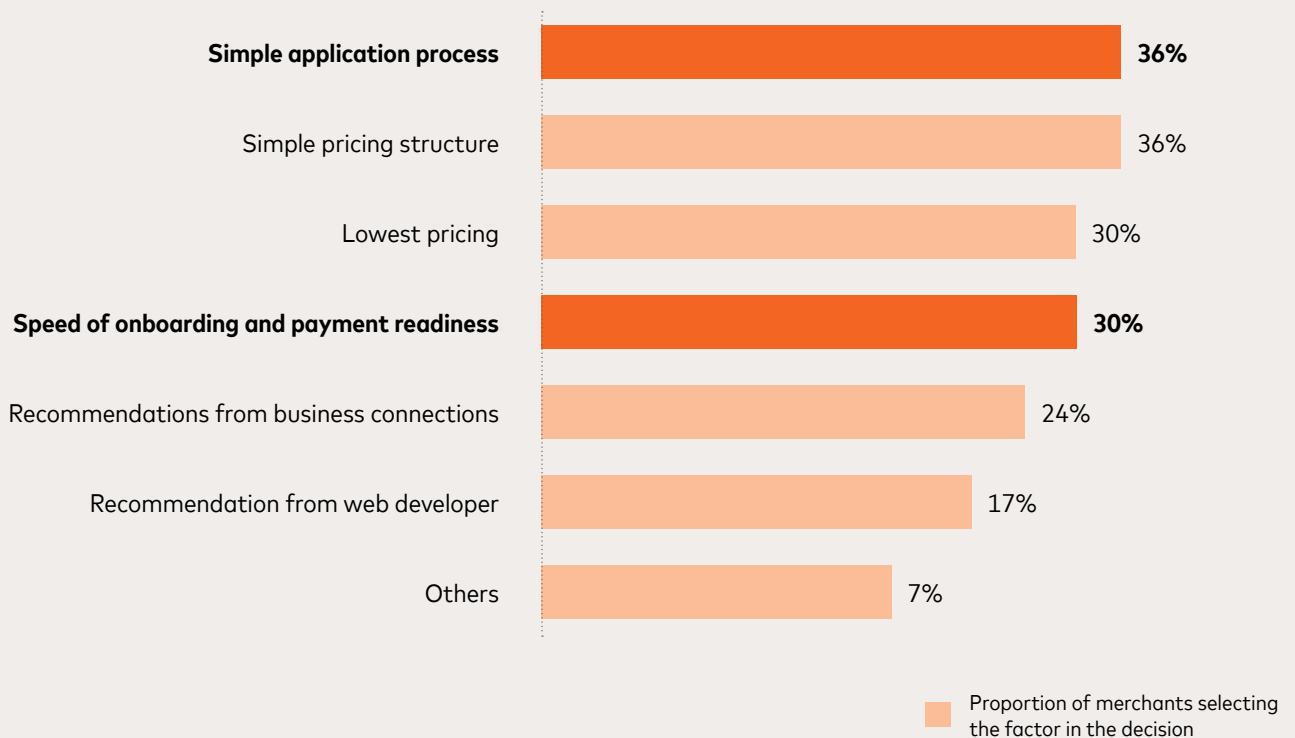 Simple application process 36%
Simple pricing structure 36%
Lowest pricing 30%
Speed of onboarding and payment readiness 30%
Recommendations from business connections 24%
Recommendation from web developer 17%
Others 7%
Proportion of merchants selecting
the factor in the decision